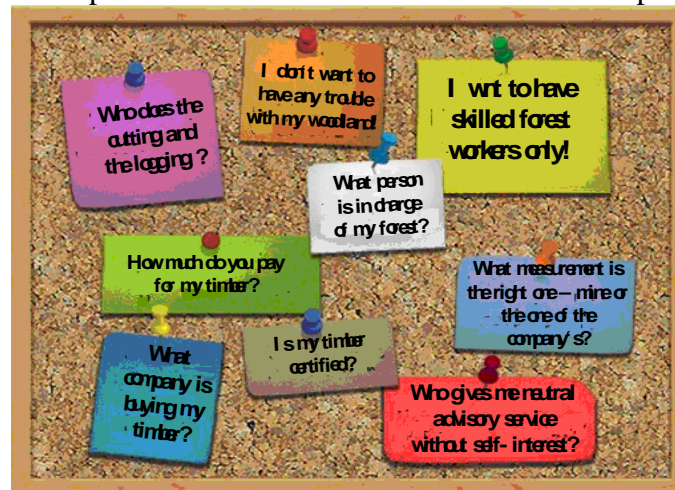 Who does the
cutting and
the logging ?
I don't want to
have any trouble
with my woodland!
I wnt to have
skilled forest
workers only!
What person
is in charge
of my forest?
How much do you pay
for my timber?
What measurement is
the right one – mine or
the one of the
company's?
What
company is
buying my
timber?
Is my timber
certified?
Who gives me neutral
advisory service
without self- interest?